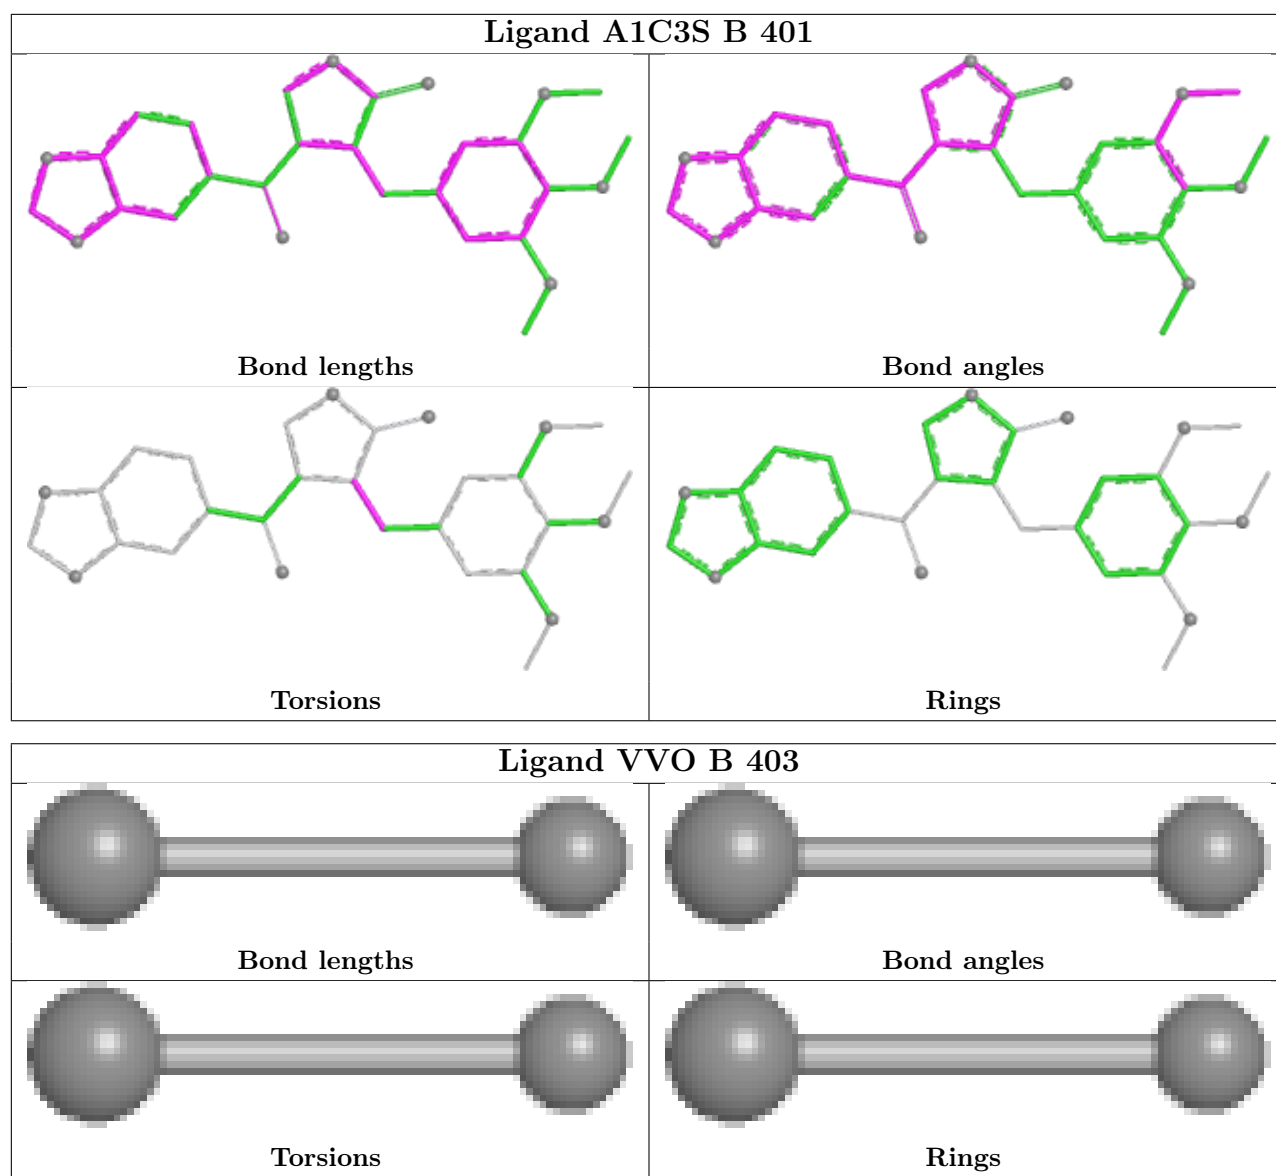 Ligand A1C3S B 401
Bond lengths
Bond angles
Torsions
Rings
Ligand VVO B 403
Bond lengths
Bond angles
Torsions
Rings